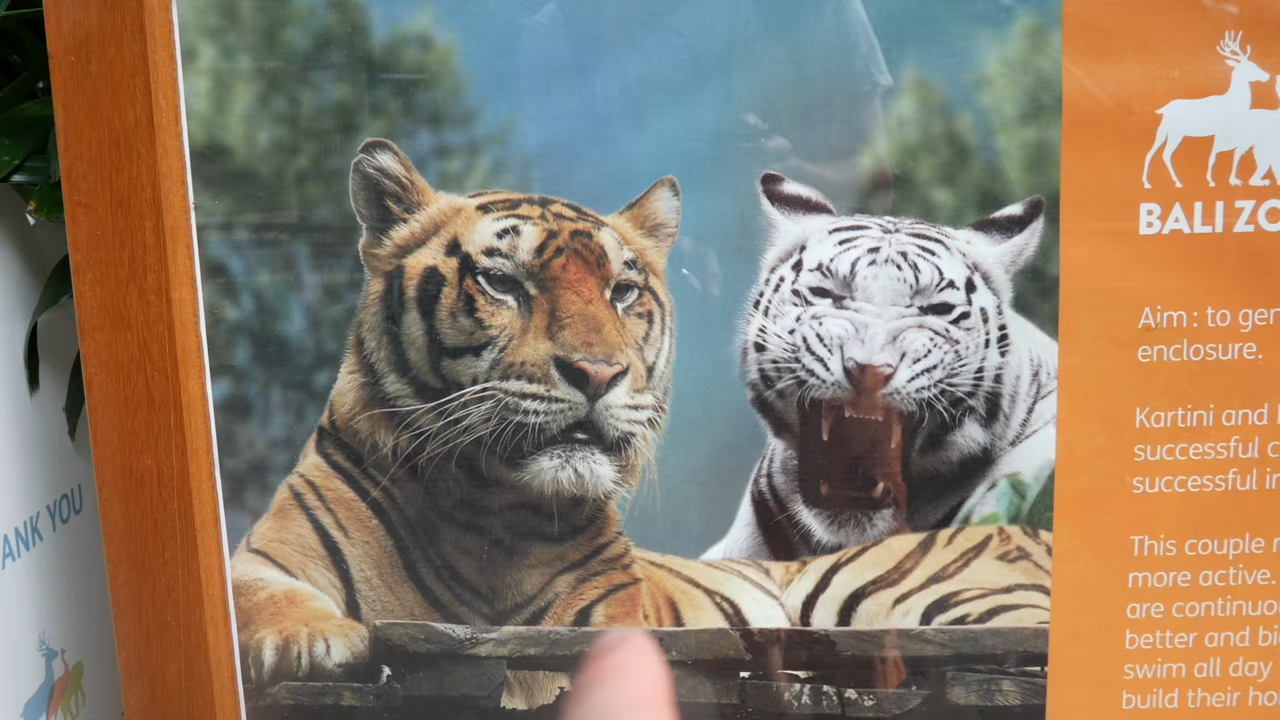 ANK YOU
BALI ZO
Aim : to gen
enclosure.
Kartini and
successful c
successful in
This couple
more active.
are continuo
better and bi
swim all day
build their ho